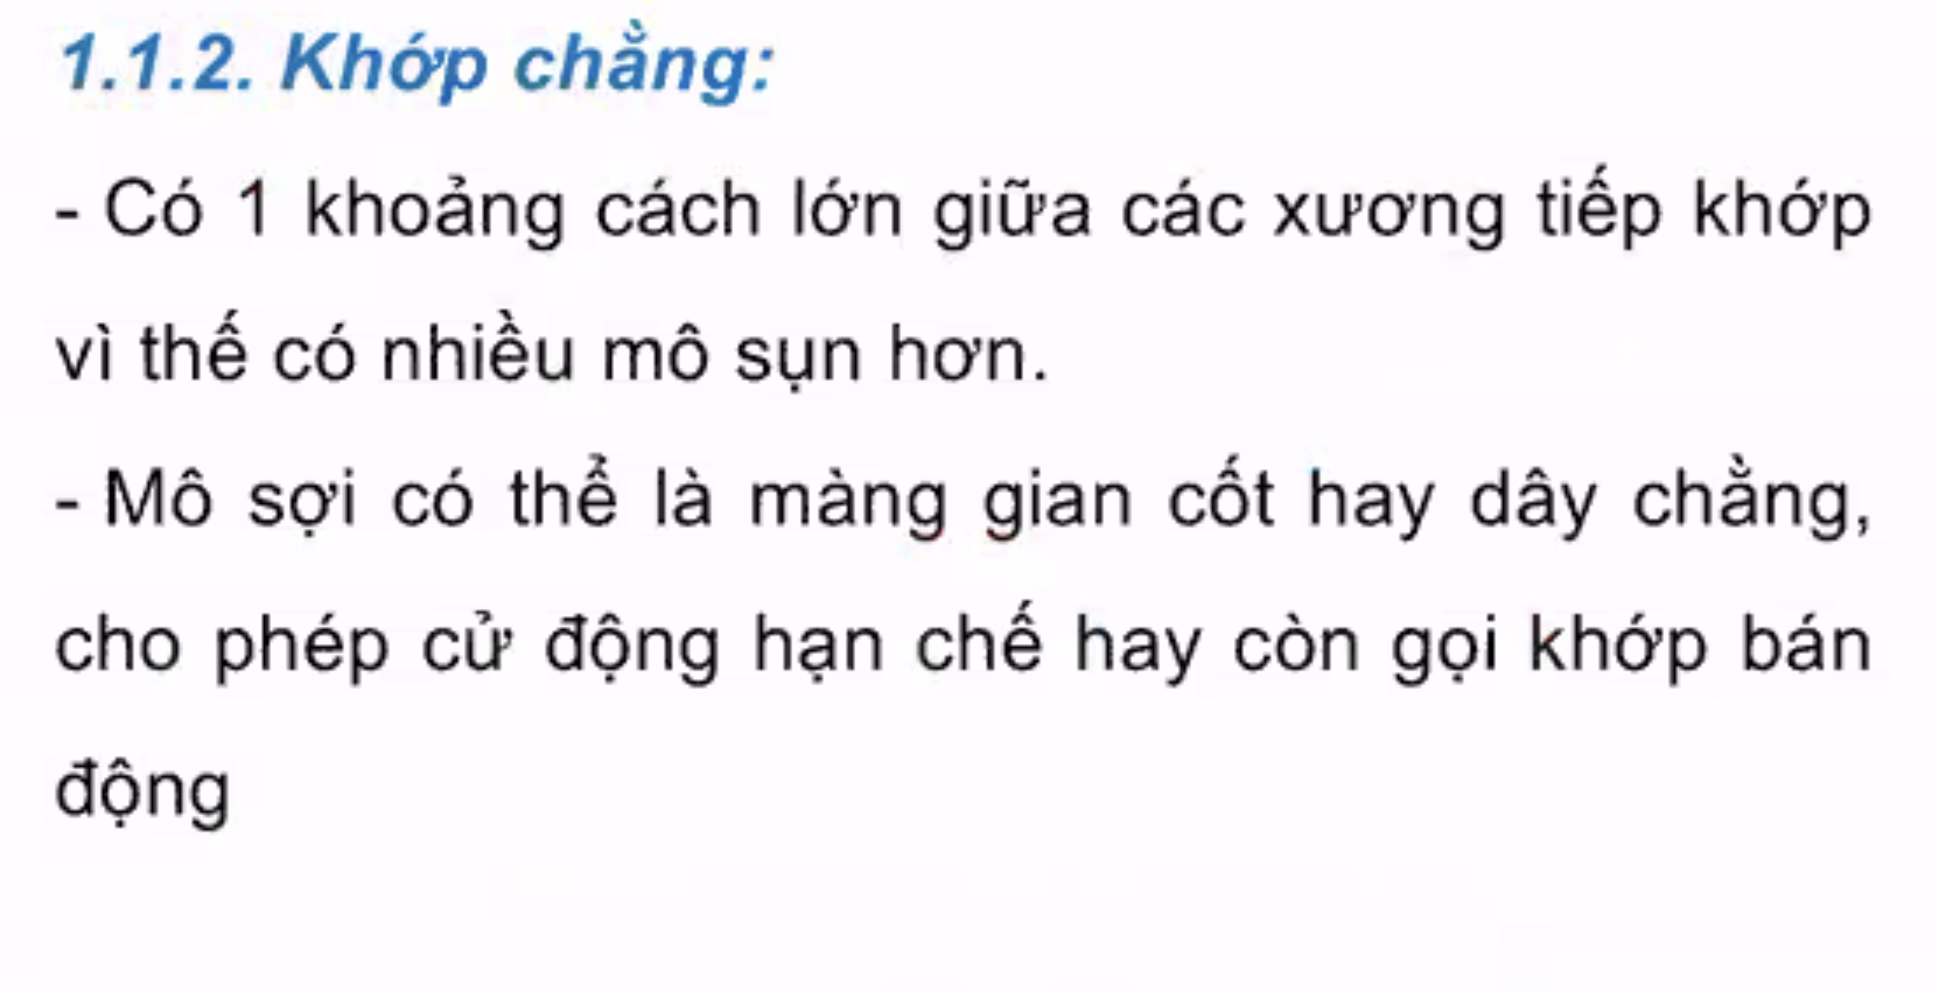 1.1.2. Khớp chằng:
- Có 1 khoảng cách lớn giữa các xương tiếp khớp
vì thế có nhiều mô sụn hơn.
- Mô sợi có thể là màng gian cốt hay dây chằng,
cho phép cử động hạn chế hay còn gọi khớp bán
động